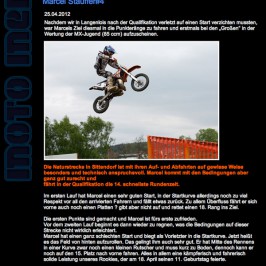 Marcel Stauffer#4
25.04.2012
Nachdem wir in Langenlois nach der Qualifikation verletzt auf einen Start verzichten mussten,
war Marcels Ziel diesmal in die Punkteränge zu fahren und erstmals bei der „Großen" in der
Wertung der MX-Jugend (85 ccm) aufzuscheinen.
Die Naturstrecke in Sittendorf ist mit ihren Auf- und Abfahrten auf gewisse Weise
besonders und technisch anspruchsvoll. Marcel kommt mit den Bedingungen aber
ganz gut zurecht und
fährt in der Qualifikation die 14. schnellste Rundenzeit.
Im ersten Lauf hat Marcel einen sehr guten Start, in der Startkurve allerdings noch zu viel
Respekt vor all den arrivierten Fahrern und fällt etwas zurück. Zu allem Überfluss fährt er sich
vorne auch noch einen Platten ? gibt aber nicht auf und rettet einen 18. Rang ins Ziel.
Die ersten Punkte sind gemacht und Marcel ist fürs erste zufrieden.
Vor dem zweiten Lauf beginnt es dann wieder zu regnen, was die Bedingungen auf dieser
Strecke nicht wirklich erleichtert.
Marcel hat einen ganz schlechten Start und biegt als Vorletzter in die Startkurve. Jetzt heißt
es das Feld von hinten aufzurollen. Das gelingt ihm auch sehr gut. Er hat Mitte des Rennens
in einer Kurve zwar noch einen kleinen Rutscher und muss kurz zu Boden, dennoch kann er
noch auf den 15. Platz nach vorne fahren. Alles in allem eine kämpferisch und fahrerisch
solide Leistung unseres Rookies, der am 18. April seinen 11. Geburtstag feierte.